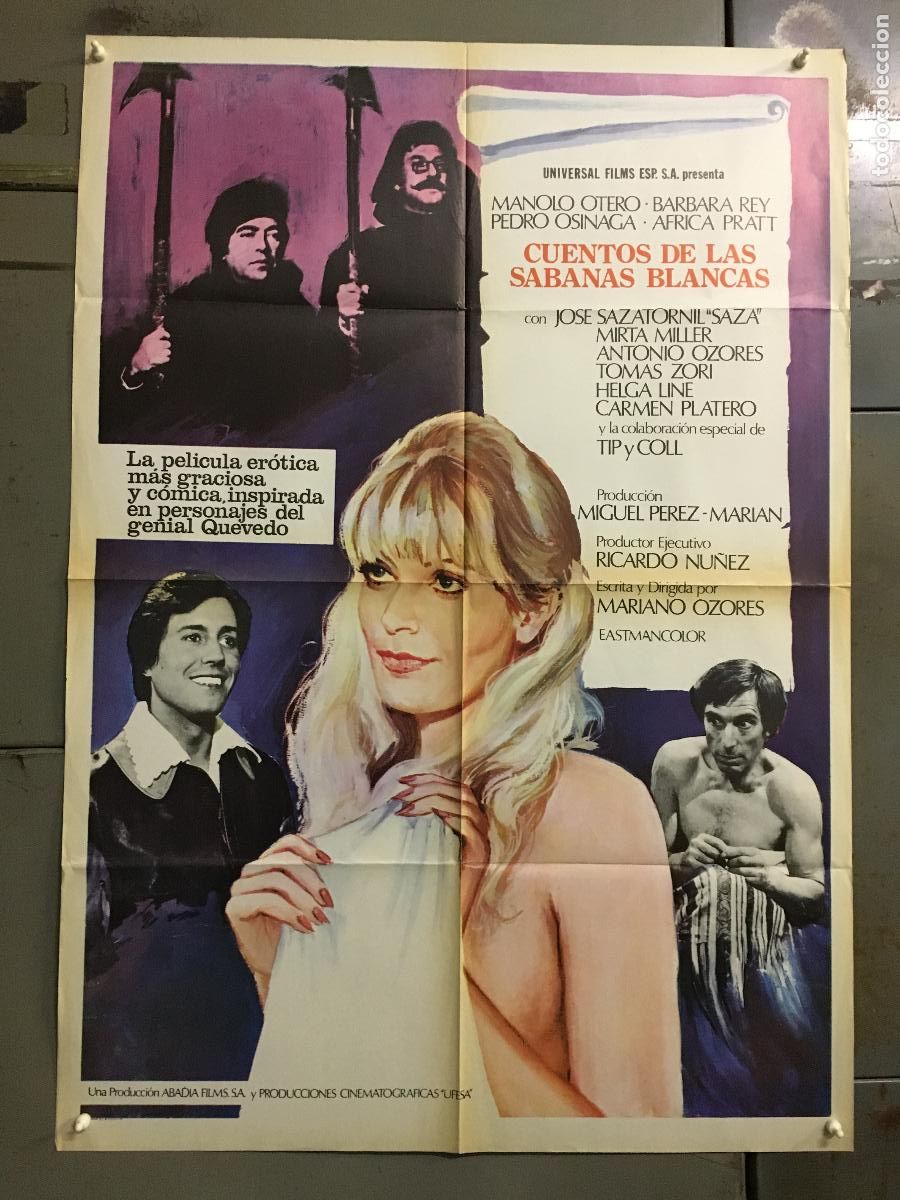 todocoleccion
UNIVERSAL FILMS ESP. S.A. presenta
MANOLO OTERO · BARBARA REY
PEDRO OSINAGA · AFRICA PRATT
CUENTOS DE LAS
SABANAS BLANCAS
con JOSE SAZATORNIL "SAZA"
MIRTA MILLER
ANTONIO OZORES
TOMAS ZORI
HELGA LINE
CARMEN PLATERO
y la colaboración especial de
TIP y COLL
La pelicula erótica
más graciosa
y cómica, inspirada
en personajes del
genial Quevedo
Producción
MIGUEL PEREZ-MARIAN
Productor Ejecutivo
RICARDO NUÑEZ
Escrita y Dirigida por
MARIANO OZORES
EASTMANCOLOR
Una Producción ABADIA FILMS, S.A. y PRODUCCIONES CINEMATOGRAFICAS "UFESA"